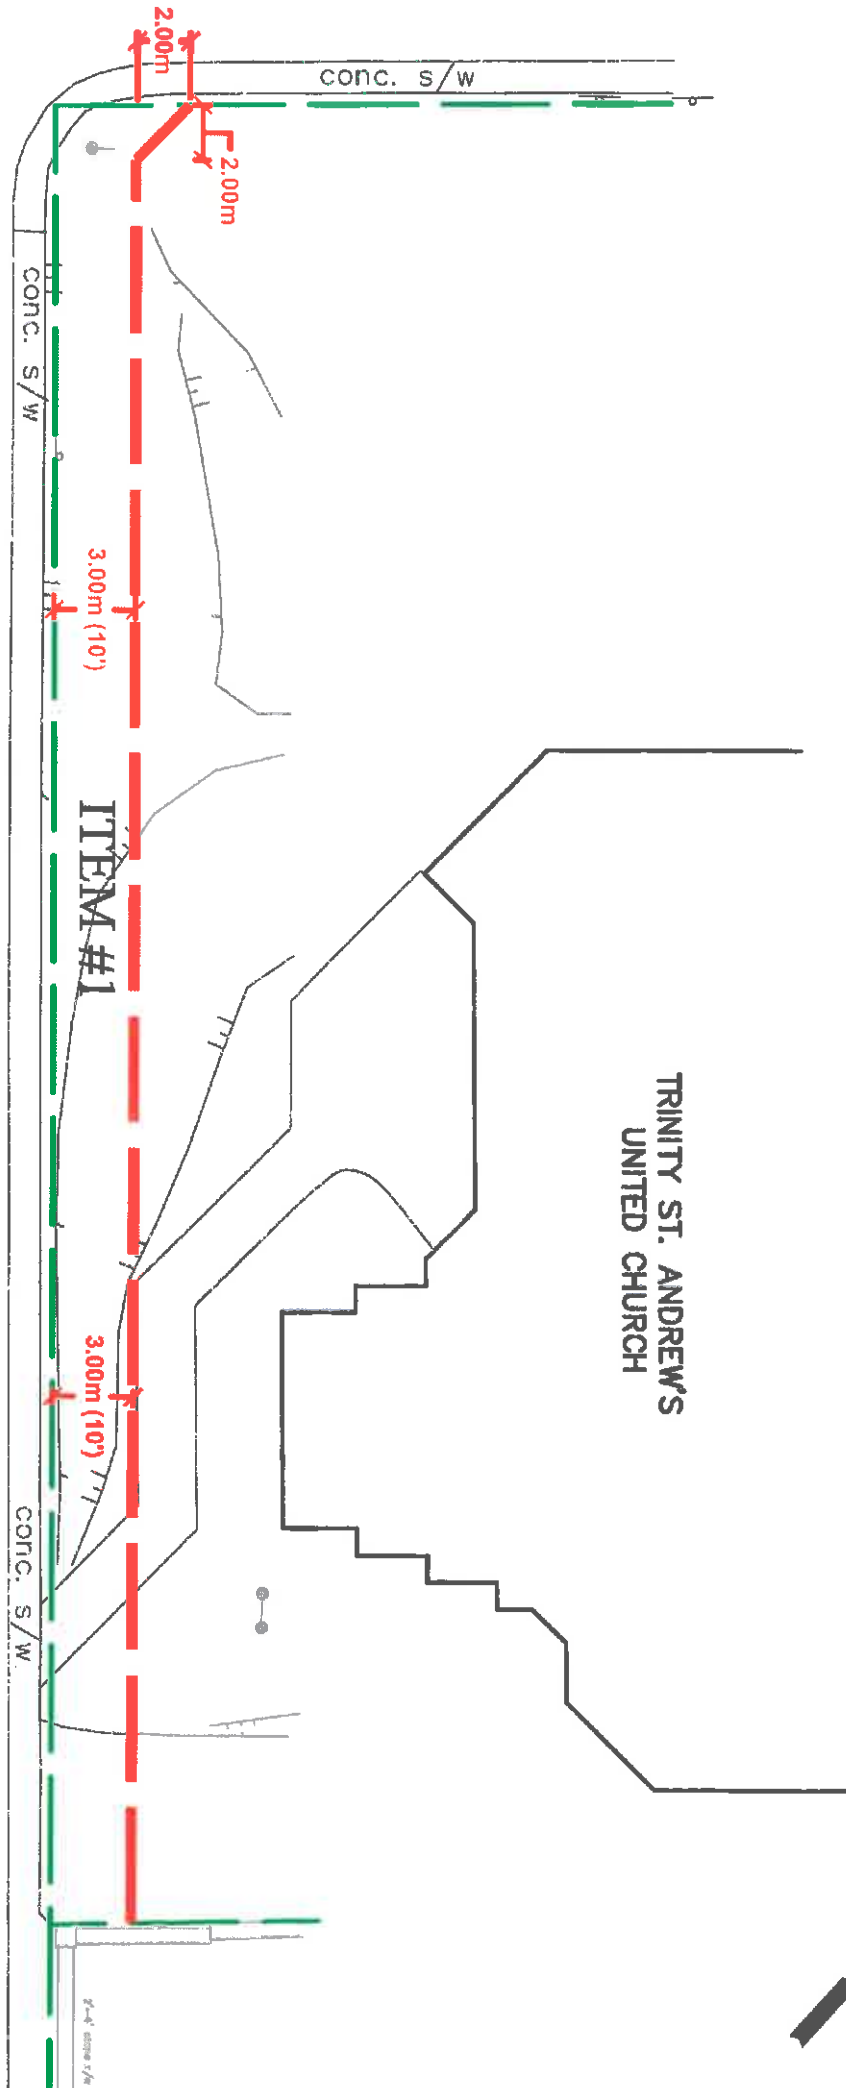 2.00m
conc. s/w
2.00m
conc. s/w
3.00m (10')
ITEM #1
TRINITY ST. ANDREW'S
UNITED CHURCH
3.00m (10')
conc. s/w
s/w